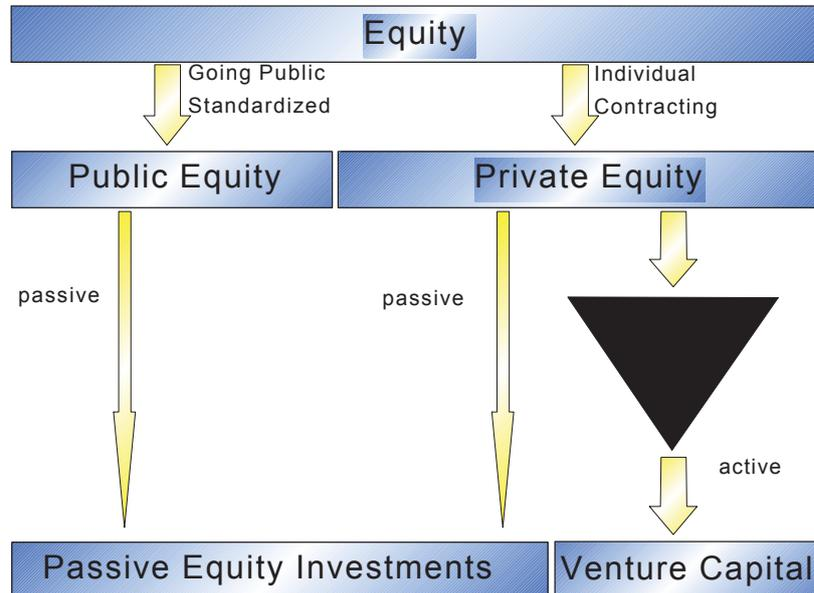 Equity
Going Public
Standardized
Individual
Contracting
Public Equity
Private Equity
passive
passive
active
Passive Equity Investments
Venture Capital